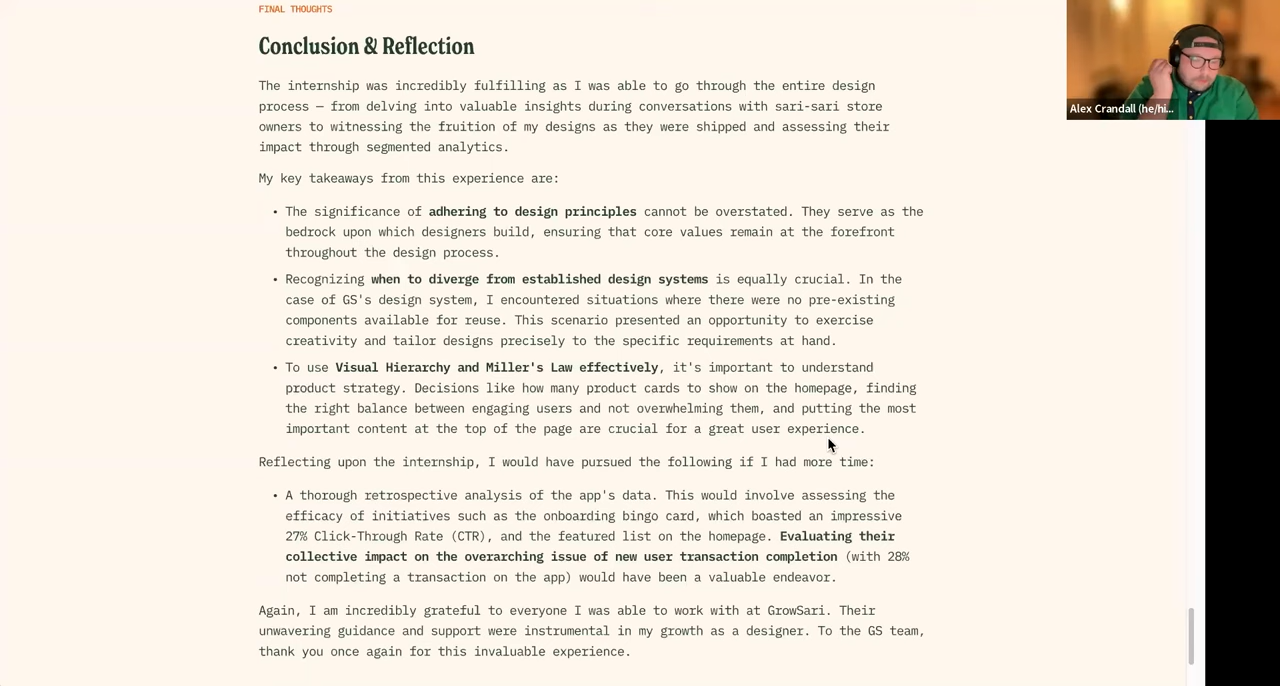 FINAL THOUGHTS
Conclusion & Reflection
The internship was incredibly fulfilling as I was able to go through the entire design
process — from delving into valuable insights during conversations with sari-sari store
owners to witnessing the fruition of my designs as they were shipped and assessing their
impact through segmented analytics.
My key takeaways from this experience are:
• The significance of adhering to design principles cannot be overstated. They serve as the
bedrock upon which designers build, ensuring that core values remain at the forefront
throughout the design process.
• Recognizing when to diverge from established design systems is equally crucial. In the
case of GS's design system, I encountered situations where there were no pre-existing
components available for reuse. This scenario presented an opportunity to exercise
creativity and tailor designs precisely to the specific requirements at hand.
• To use Visual Hierarchy and Miller's Law effectively, it's important to understand
product strategy. Decisions like how many product cards to show on the homepage, finding
the right balance between engaging users and not overwhelming them, and putting the most
important content at the top of the page are crucial for a great user experience.
Reflecting upon the internship, I would have pursued the following if I had more time:
• A thorough retrospective analysis of the app's data. This would involve assessing the
efficacy of initiatives such as the onboarding bingo card, which boasted an impressive
27% Click-Through Rate (CTR), and the featured list on the homepage. Evaluating their
collective impact on the overarching issue of new user transaction completion (with 28%
not completing a transaction on the app) would have been a valuable endeavor.
Again, I am incredibly grateful to everyone I was able to work with at GrowSari. Their
unwavering guidance and support were instrumental in my growth as a designer. To the GS team,
thank you once again for this invaluable experience.
Alex Crandall (he/hi...